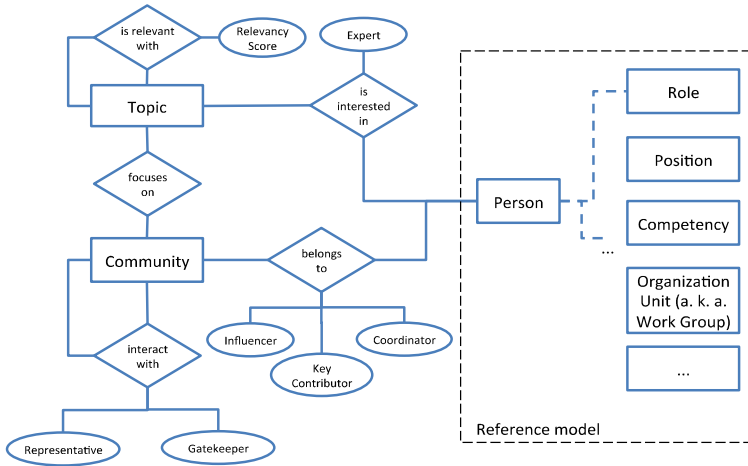 is relevant
with
Relevancy
Score
Expert
Topic
is
interested
in
Role
Position
focuses
on
Person
Competency
...
Community
belongs
to
Organization
Unit (a. k. a.
Work Group)
Influencer
Coordinator
Key
Contributor
interact
with
...
Reference model
Representative
Gatekeeper